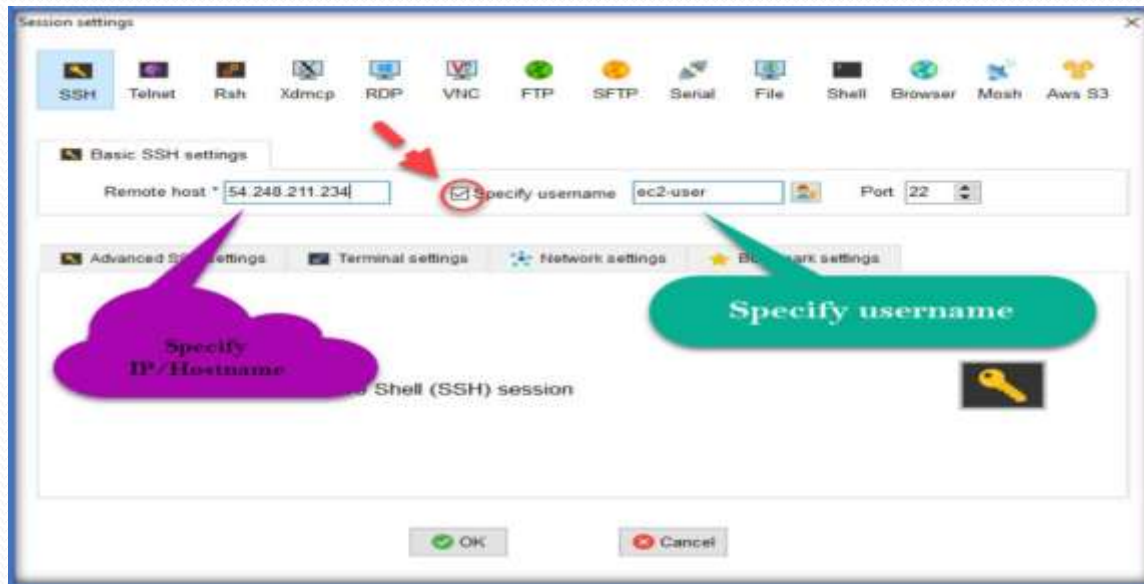 Session settings
SSH Telnet Rsh Xdmcp RDP VNC FTP SFTP Serial File Shell Browser Mosh Aws S3
Basic SSH settings
Remote host * 54.248.211.234 Specify username ec2-user Port 22
Advanced settings Terminal settings Network settings settings
Specify username
Specify
IP/Hostname
Shell (SSH) session
OK Cancel